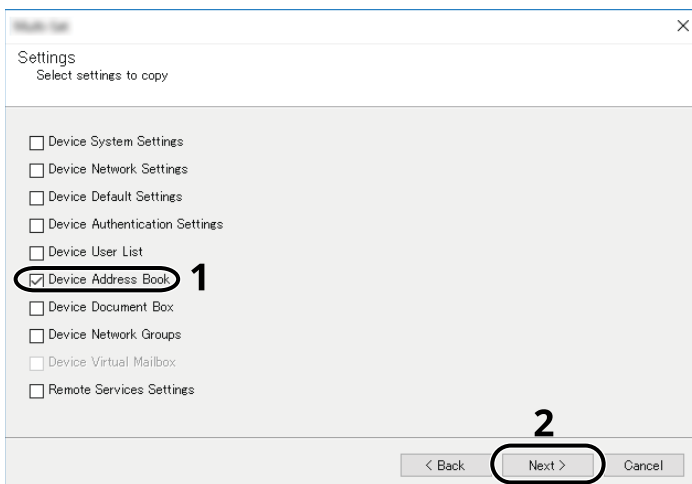 Settings
Select settings to copy
Device System Settings
Device Network Settings
Device Default Settings
Device Authentication Settings
Device User List
Device Address Book 1
Device Document Box
Device Network Groups
Device Virtual Mailbox
Remote Services Settings
2
< Back Next > Cancel